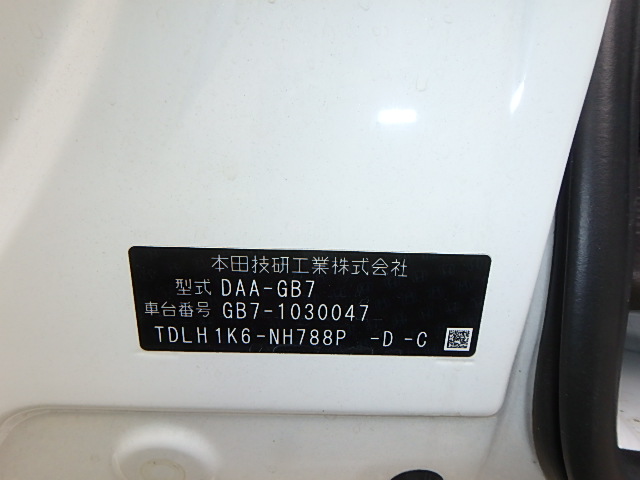 本田技研工業株式会社
型式 DAA-GB7
車台番号 GB7-1030047
TDLH1K6-NH788P -D-C